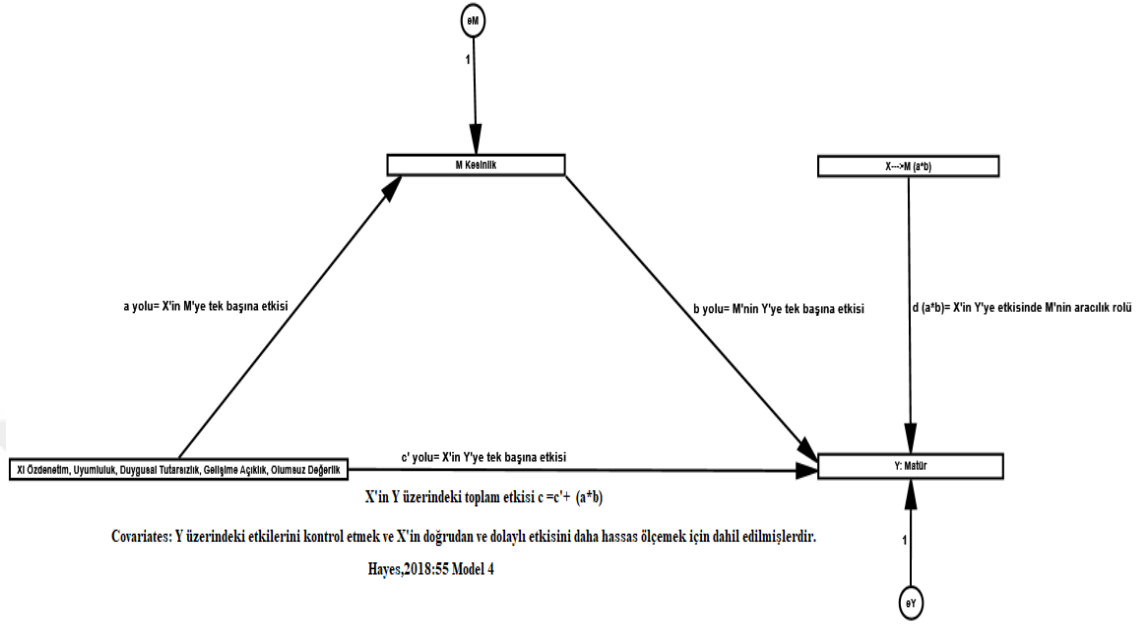 eM
1
M Kesinlik
X--->M (a*b)
a yolu= X'in M'ye tek başına etkisi
b yolu= M'nin Y'ye tek başına etkisi
d (a*b)= X'in Y'ye etkisinde M'nin aracılık rolü
XI Özdenetim, Uyumluluk, Duygusal Tutarsızlık, Gelişime Açıklık, Olumsuz Değerlik
c' yolu= X'in Y'ye tek başına etkisi
Y: Matür
X'in Y üzerindeki toplam etkisi c =c'+ (a*b)
Covariates: Y üzerindeki etkilerini kontrol etmek ve X'in doğrudan ve dolaylı etkisini daha hassas ölçemek için dahil edilmişlerdir.
1
Hayes,2018:55 Model 4
eY